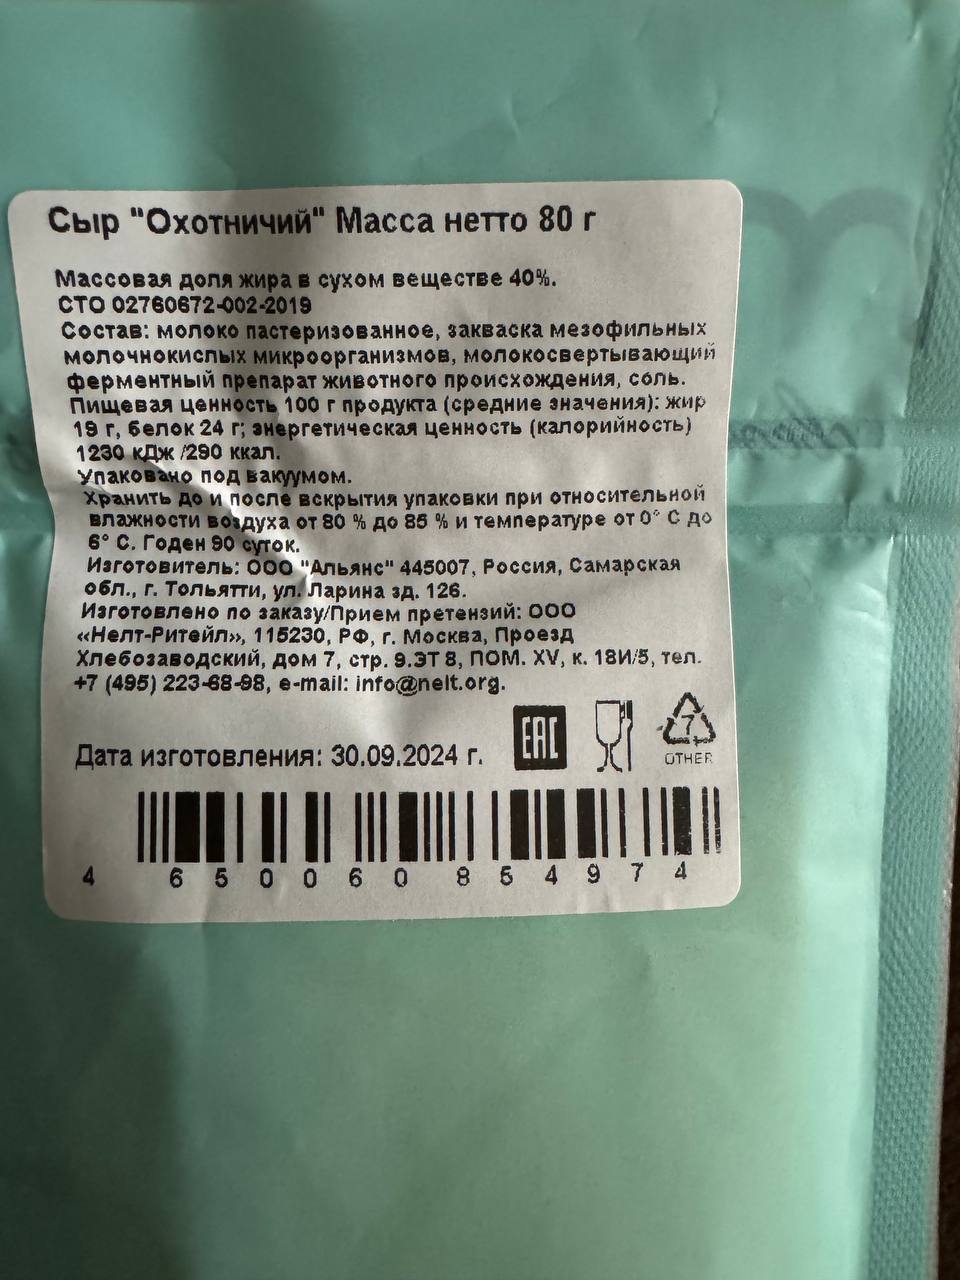 Сыр "Охотничий" Масса нетто 80 г
Массовая доля жира в сухом веществе 40%.
СТО 02760672-002-2019
Состав: молоко пастеризованное, закваска мезофильных
молочнокислых микроорганизмов, молокосвертывающий
ферментный препарат животного происхождения, соль.
Пищевая ценность 100 г продукта (средние значения): жир
19 г, белок 24 г; энергетическая ценность (калорийность)
1230 кДж /290 ккал.
Упаковано под вакуумом.
Хранить до и после вскрытия упаковки при относительной
влажности воздуха от 80 % до 85 % и температуре от 0° С до
6° С. Годен 90 суток.
Изготовитель: ООО "Альянс" 445007, Россия, Самарская
обл., г. Тольятти, ул. Ларина зд. 126.
Изготовлено по заказу/Прием претензий: ООО
«Нелт-Ритейл», 115230, РФ, г. Москва, Проезд
Хлебозаводский, дом 7, стр. 9.ЭТ 8, ПОМ. XV, к. 18И/5, тел.
+7 (495) 223-68-98, e-mail: info@nelt.org.
Дата изготовления: 30.09.2024 г.
EAC
7
OTHER
4 650060 854974